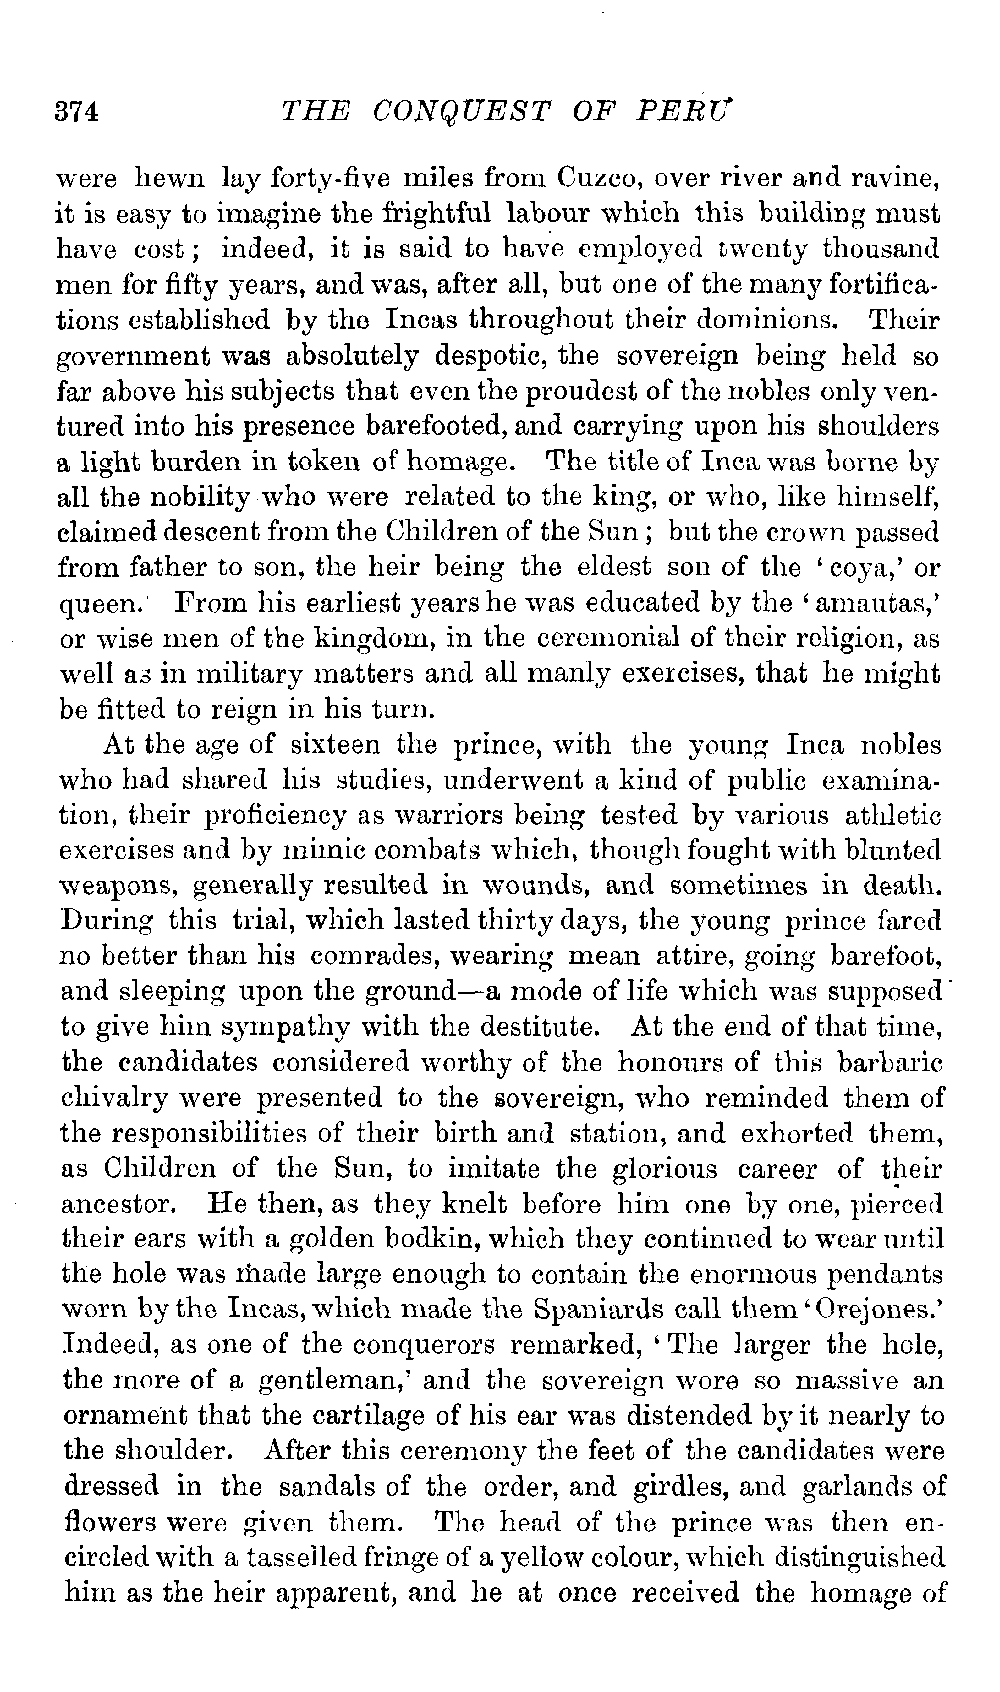 374 THE CONQUEST OF PERU
were hewn lay forty-five miles from Cuzco, over river and ravine,
it is easy to imagine the frightful labour which this building must
have cost; indeed, it is said to have employed twenty thousand
men for fifty years, and was, after all, but one of the many fortifica-
tions established by the Incas throughout their dominions. Their
government was absolutely despotic, the sovereign being held so
far above his subjects that even the proudest of the nobles only ven-
tured into his presence barefooted, and carrying upon his shoulders
a light burden in token of homage. The title of Inca was borne by
all the nobility who were related to the king, or who, like himself,
claimed descent from the Children of the Sun; but the crown passed
from father to son, the heir being the eldest son of the ‘coya,’ or
queen. From his earliest years he was educated by the ‘amautas,’
or wise men of the kingdom, in the ceremonial of their religion, as
well as in military matters and all manly exercises, that he might
be fitted to reign in his turn.
At the age of sixteen the prince, with the young Inca nobles
who had shared his studies, underwent a kind of public examina-
tion, their proficiency as warriors being tested by various athletic
exercises and by mimic combats which, though fought with blunted
weapons, generally resulted in wounds, and sometimes in death.
During this trial, which lasted thirty days, the young prince fared
no better than his comrades, wearing mean attire, going barefoot,
and sleeping upon the ground—a mode of life which was supposed
to give him sympathy with the destitute. At the end of that time,
the candidates considered worthy of the honours of this barbaric
chivalry were presented to the sovereign, who reminded them of
the responsibilities of their birth and station, and exhorted them,
as Children of the Sun, to imitate the glorious career of their
ancestor. He then, as they knelt before him one by one, pierced
their ears with a golden bodkin, which they continued to wear until
the hole was made large enough to contain the enormous pendants
worn by the Incas, which made the Spaniards call them ‘Orejones.’
Indeed, as one of the conquerors remarked, ‘The larger the hole,
the more of a gentleman,’ and the sovereign wore so massive an
ornament that the cartilage of his ear was distended by it nearly to
the shoulder. After this ceremony the feet of the candidates were
dressed in the sandals of the order, and girdles, and garlands of
flowers were given them. The head of the prince was then en-
circled with a tasselled fringe of a yellow colour, which distinguished
him as the heir apparent, and he at once received the homage of